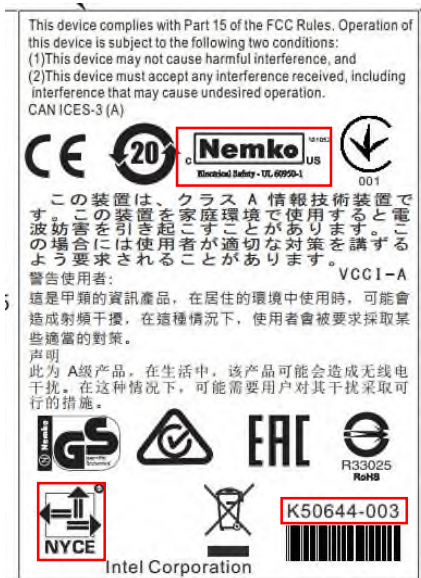 This device complies with Part 15 of the FCC Rules. Operation of
this device is subject to the following two conditions:
(1)This device may not cause harmful interference, and
(2)This device must accept any interference received, including
interference that may cause undesired operation.
CAN ICES-3 (A)
CE 20 C Nemko US
Electrical Safety - UL 60950-1
001
この装置は、クラス A 情報技術装置で
す。この装置を家庭環境で使用すると電
波妨害を引き起こすことがあります。こ
の場合には使用者が適切な対策を講ずる
よう要求されることがあります。
VCCI-A
警告使用者:
這是甲類的資訊產品，在居住的環境中使用時，可能會
造成射頻干擾，在這種情況下，使用者會被要求採取某
些適當的對策。
声明
此为 A级产品，在生活中，该产品可能会造成无线电
干扰。在这种情况下，可能需要用户对其干扰采取可
行的措施。
Nemko GS EAC
R33025
RoHS
NYCE
K50644-003
Intel Corporation